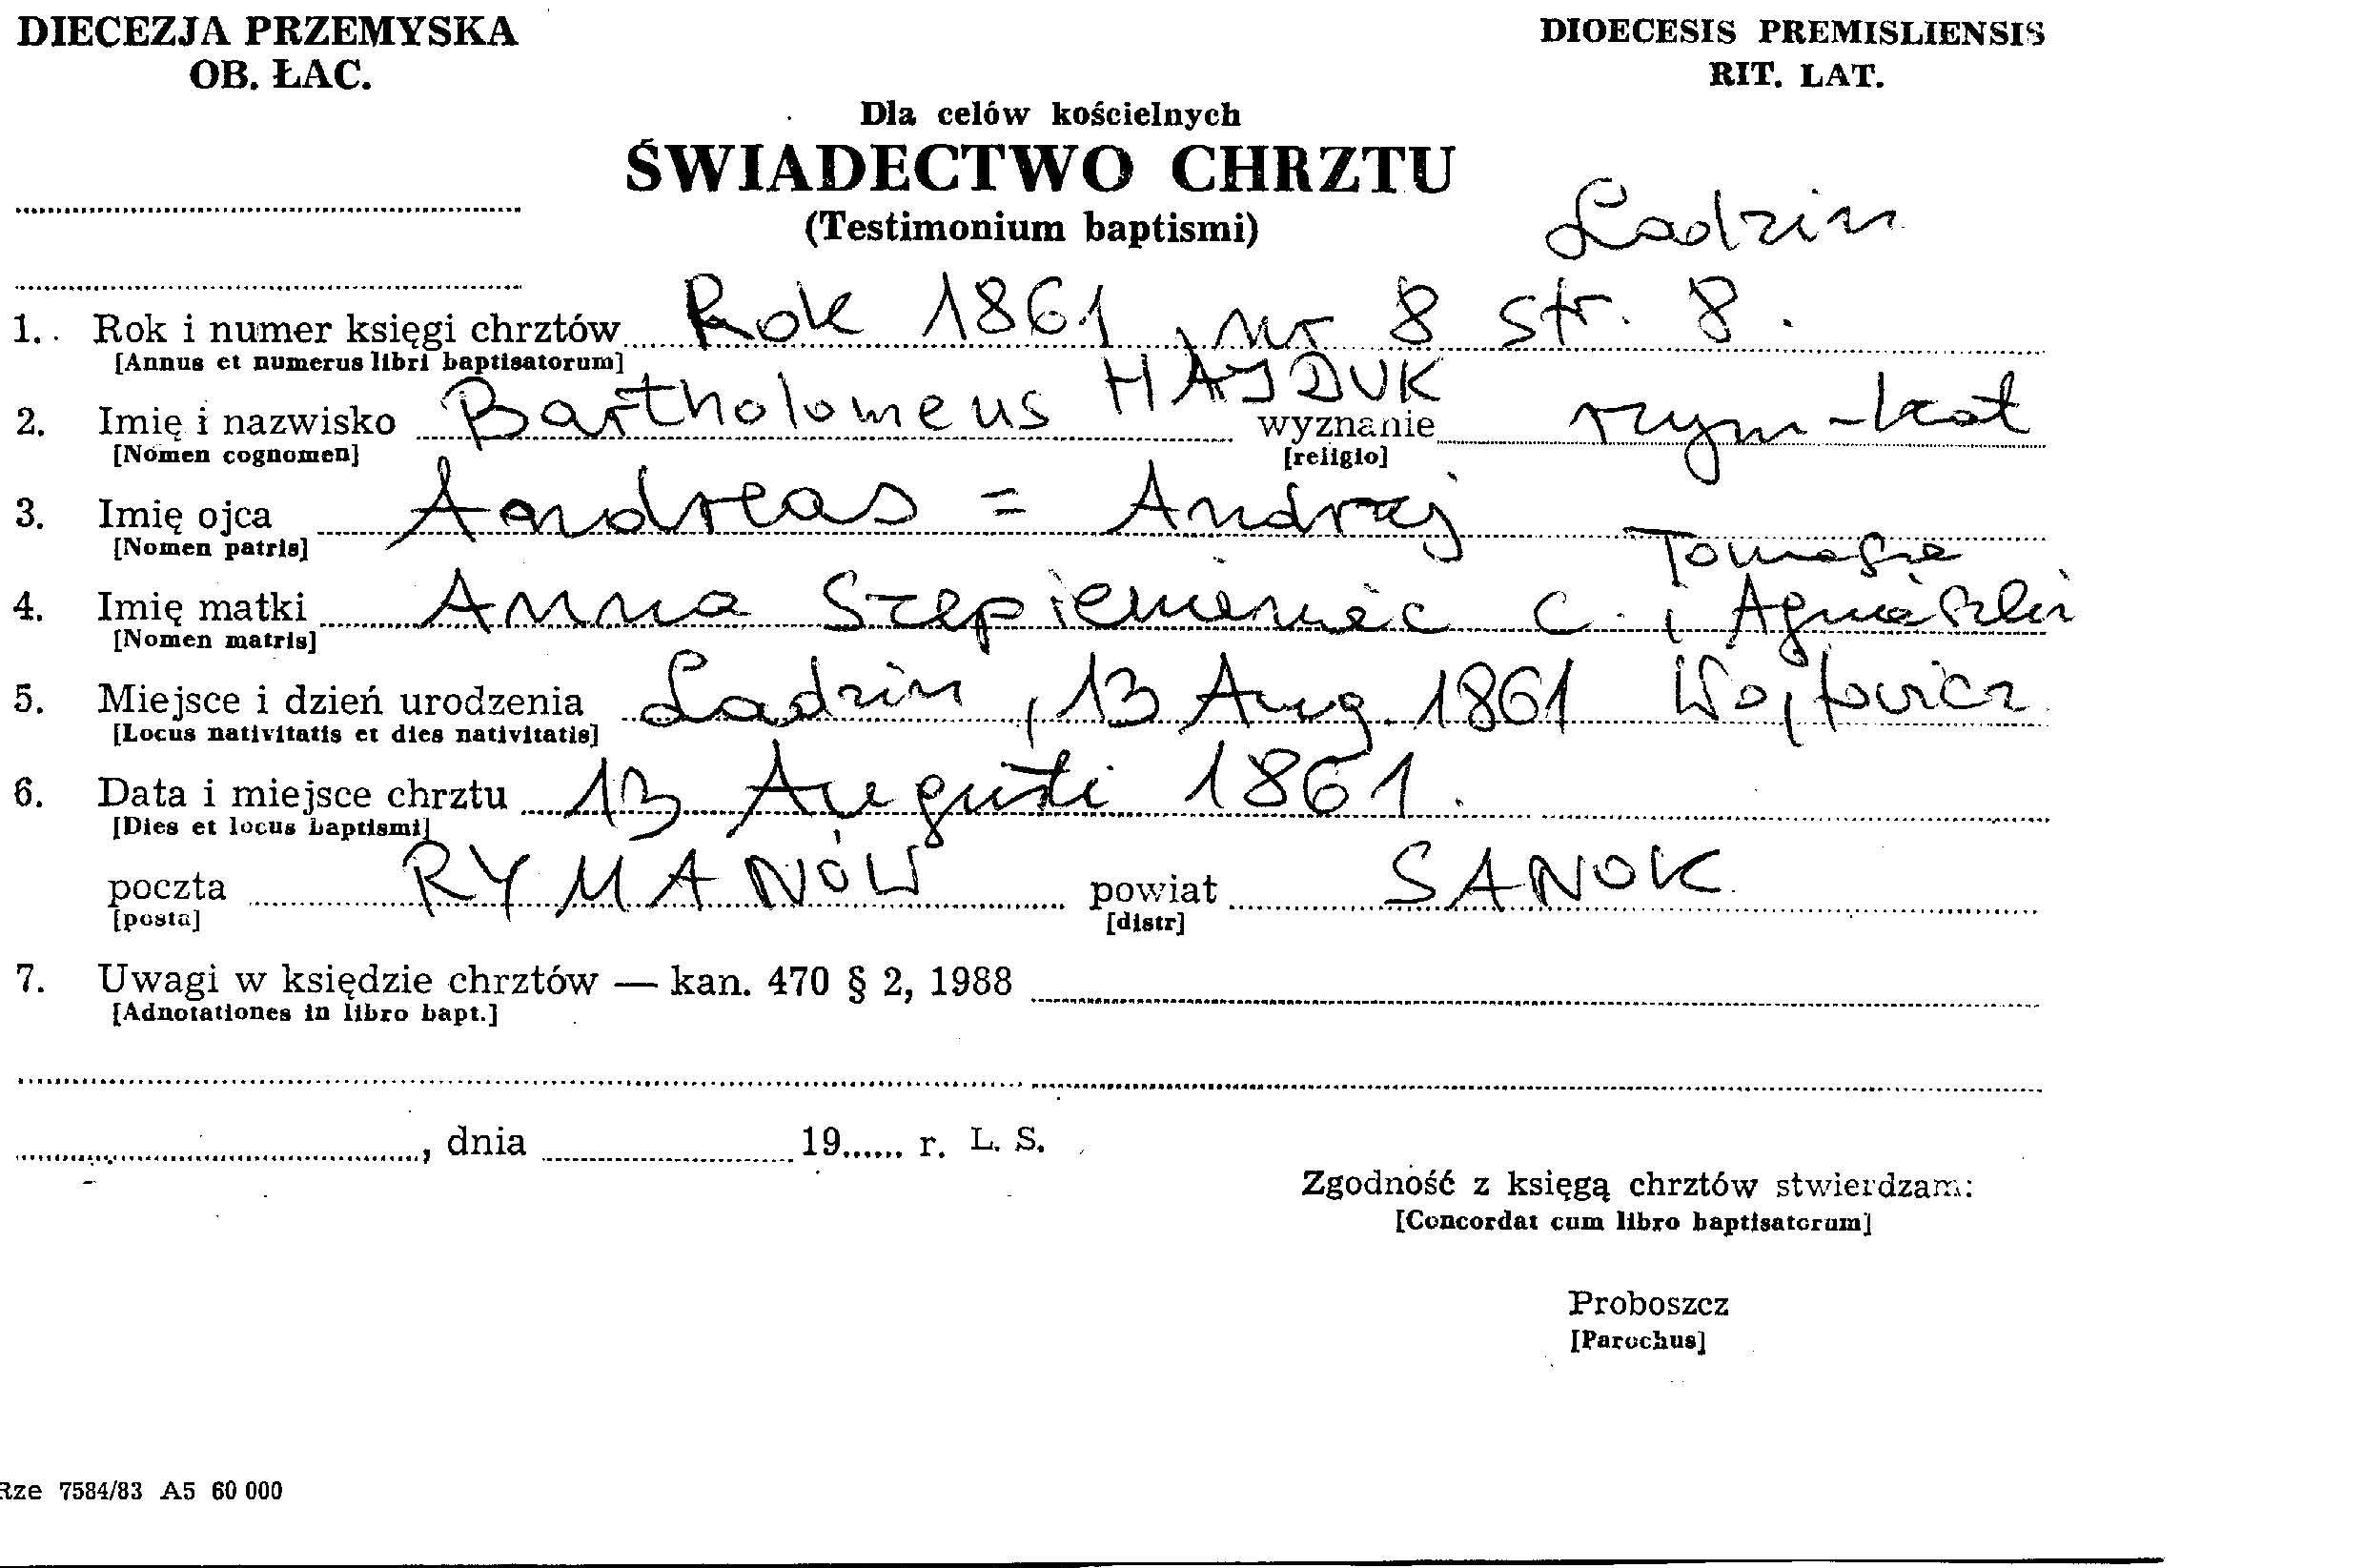 DIECEZJA PRZEMYSKA
OB. ŁAC.
DIOECESIS PREMISLIENSIS
RIT. LAT.
Dla celów kościelnych
ŚWIADECTWO CHRZTU
(Testimonium baptismi)
Ladzin
1. Rok i numer księgi chrztów Rok 1861, Nr 8 str. 8.
[Annus et numerus libri baptisatorum]
2. Imię i nazwisko Bartholomeus HAJDUK wyznanie rzym-kat
[Nomen cognomen] [religio]
3. Imię ojca Andreas = Andrzej
[Nomen patris]
Tomasza
4. Imię matki Anna Szepieniec c. i Agnieszki
[Nomen matris]
5. Miejsce i dzień urodzenia Ladzin, 13 Aug. 1861 Wojtowicz
[Locus nativitatis et dies nativitatis]
6. Data i miejsce chrztu 13 Augusti 1861.
[Dies et locus baptismi]
poczta RYMANÓW powiat SANOK
[posta] [distr]
7. Uwagi w księdzie chrztów — kan. 470 § 2, 1988
[Adnotationes in libro bapt.]
, dnia 19...... r. L. S.
Zgodność z księgą chrztów stwierdzam:
[Concordat cum libro baptisatorum]
Proboszcz
[Parochus]
Rze 7584/83 A5 60 000